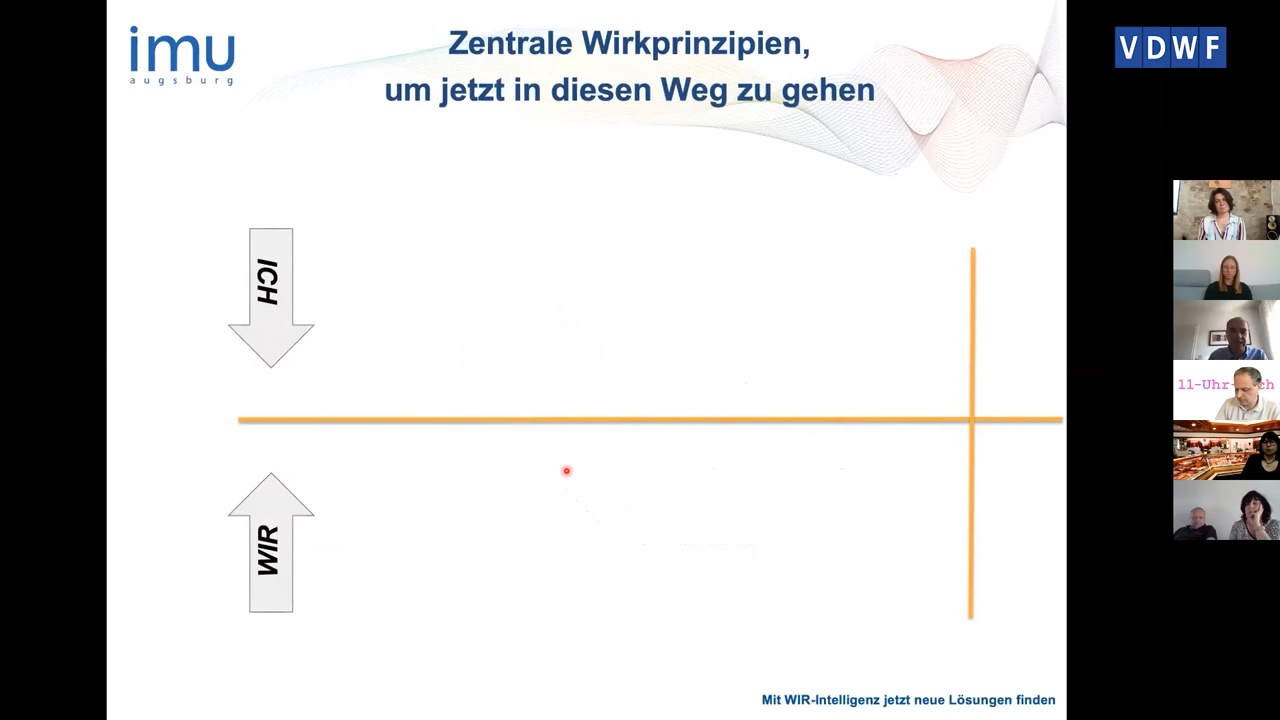 imu
augsburg
Zentrale Wirkprinzipien,
um jetzt in diesen Weg zu gehen
VDWF
ICH
11-Uhr-
WIR
Mit WIR-Intelligenz jetzt neue Lösungen finden